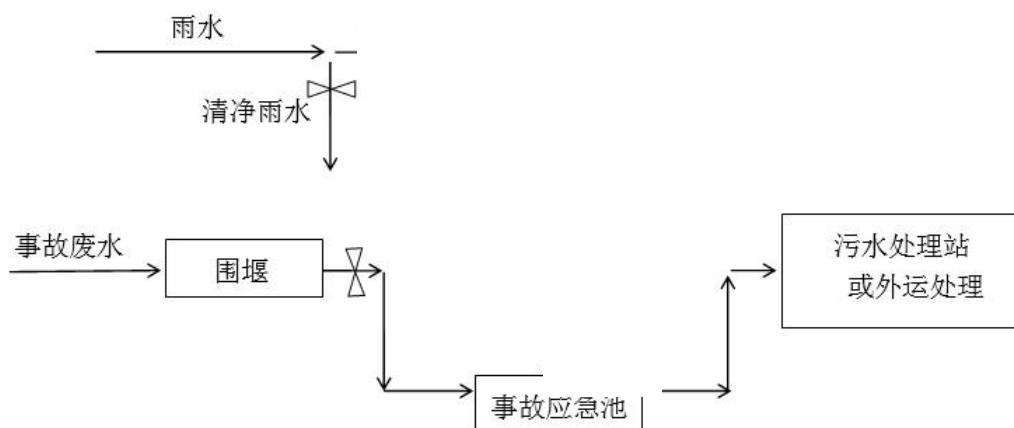 雨水
清净雨水
事故废水
围堰
污水处理站
或外运处理
事故应急池